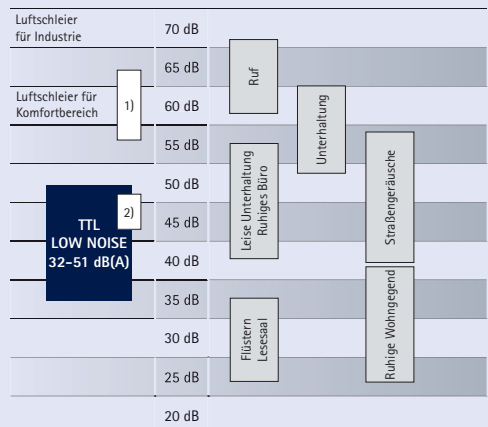 Luftschleier
für Industrie
70 dB
65 dB
Luftschleier für
Komfortbereich
1)
60 dB
55 dB
50 dB
2)
45 dB
40 dB
35 dB
30 dB
25 dB
20 dB
TTL
LOW NOISE
32–51 dB(A)
Ruf
Unterhaltung
Leise Unterhaltung
Ruhiges Büro
Straßengeräusche
Flüstern
Lesesaal
Ruhige Wohngegend